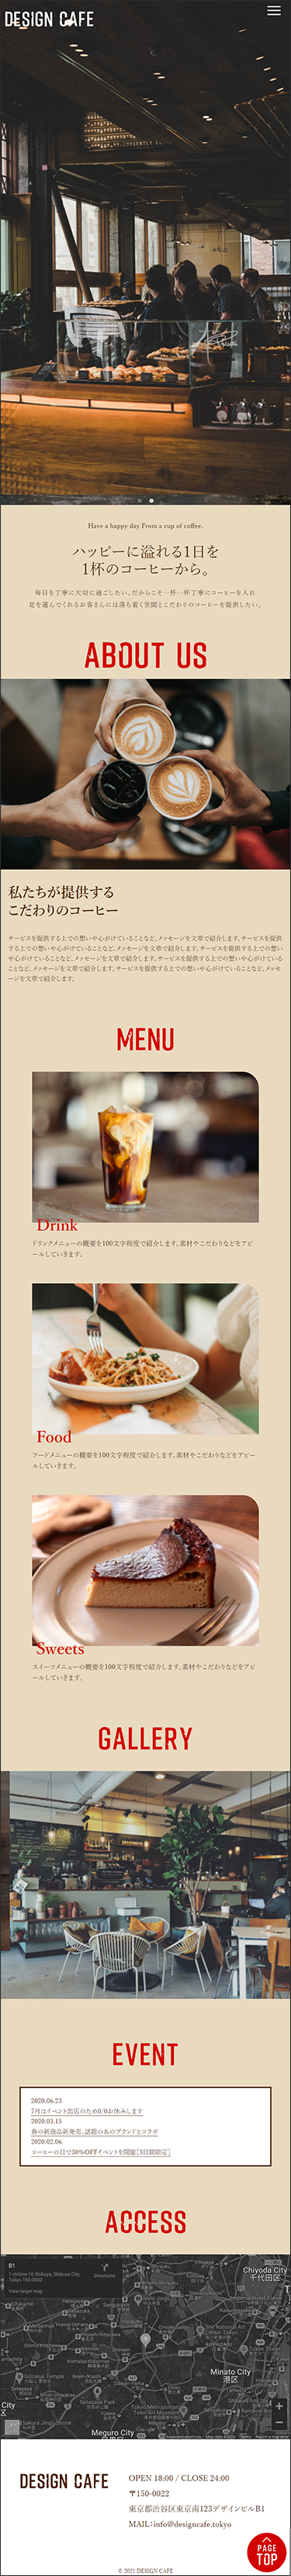 DESIGN CAFE
Have a happy day From a cup of coffee.
ハッピーに溢れる1日を
1杯のコーヒーから。
毎日を丁寧に大切に過ごしたい。だからこそ一杯一杯丁寧にコーヒーを入れ
足を運んでくれるお客さんには落ち着く空間とこだわりのコーヒーを提供したい。
ABOUT US
私たちが提供する
こだわりのコーヒー
サービスを提供する上での想いや心がけていることなど、メッセージを文章で紹介します。サービスを提供
する上での想いや心がけていることなど、メッセージを文章で紹介します。サービスを提供する上での想い
や心がけていることなど、メッセージを文章で紹介します。サービスを提供する上での想いや心がけている
ことなど、メッセージを文章で紹介します。サービスを提供する上での想いや心がけていることなど、メッセ
ージを文章で紹介します。
MENU
Drink
ドリンクメニューの概要を100文字程度で紹介します。素材やこだわりなどをアピ
ールしていきます。
Food
フードメニューの概要を100文字程度で紹介します。素材やこだわりなどをアピー
ルしていきます。
Sweets
スイーツメニューの概要を100文字程度で紹介します。素材やこだわりなどをアピ
ールしていきます。
GALLERY
EVENT
2020.06.23
7月はイベント出店のため0/0お休みします
2020.03.15
春の新商品新発売。話題のあのブランドとコラボ
2020.02.06
コーヒーの日で30%OFFイベントを開催[3日間限定]
ACCESS
B1
1-chōme-16 Shibuya, Shibuya City,
Tokyo 150-0002
Directions
View larger map
Chiyoda City
千代田区
Minato City
港区
Meguro City
DESIGN CAFE
OPEN 18:00 / CLOSE 24:00
〒150-0022
東京都渋谷区東京南123デザインビルB1
MAIL：info@designcafe.tokyo
PAGE
TOP
© 2021 DESIGN CAFE